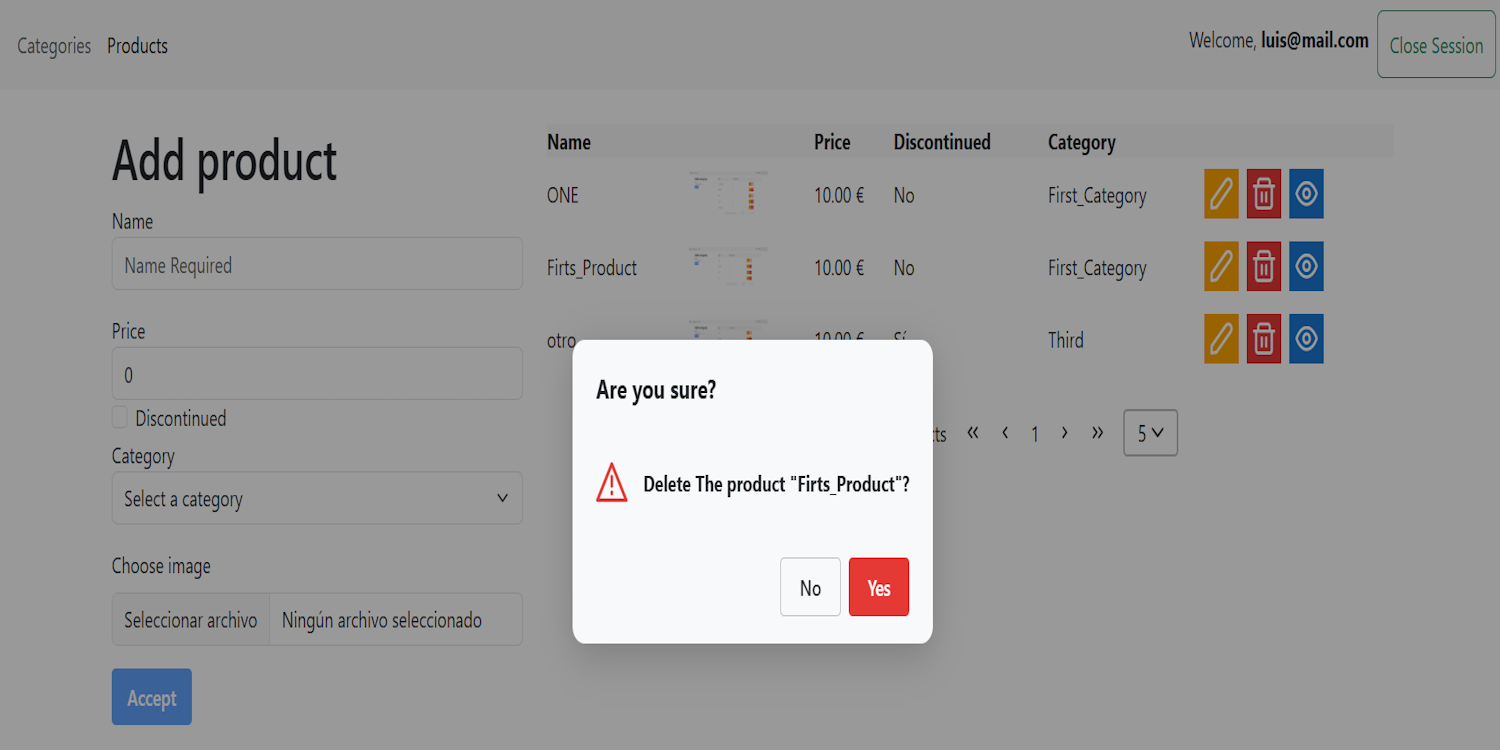 Categories Products Welcome, luis@mail.com Close Session
Add product
Name
Name Required
Price
0
Discontinued
Category
Select a category
Choose image
Seleccionar archivo Ningún archivo seleccionado
Accept
Name Price Discontinued Category
ONE 10.00 € No First_Category
Firts_Product 10.00 € No First_Category
otro 10.00 € Sí Third
« ‹ 1 › » 5
Are you sure?
Delete The product "Firts_Product"?
No Yes